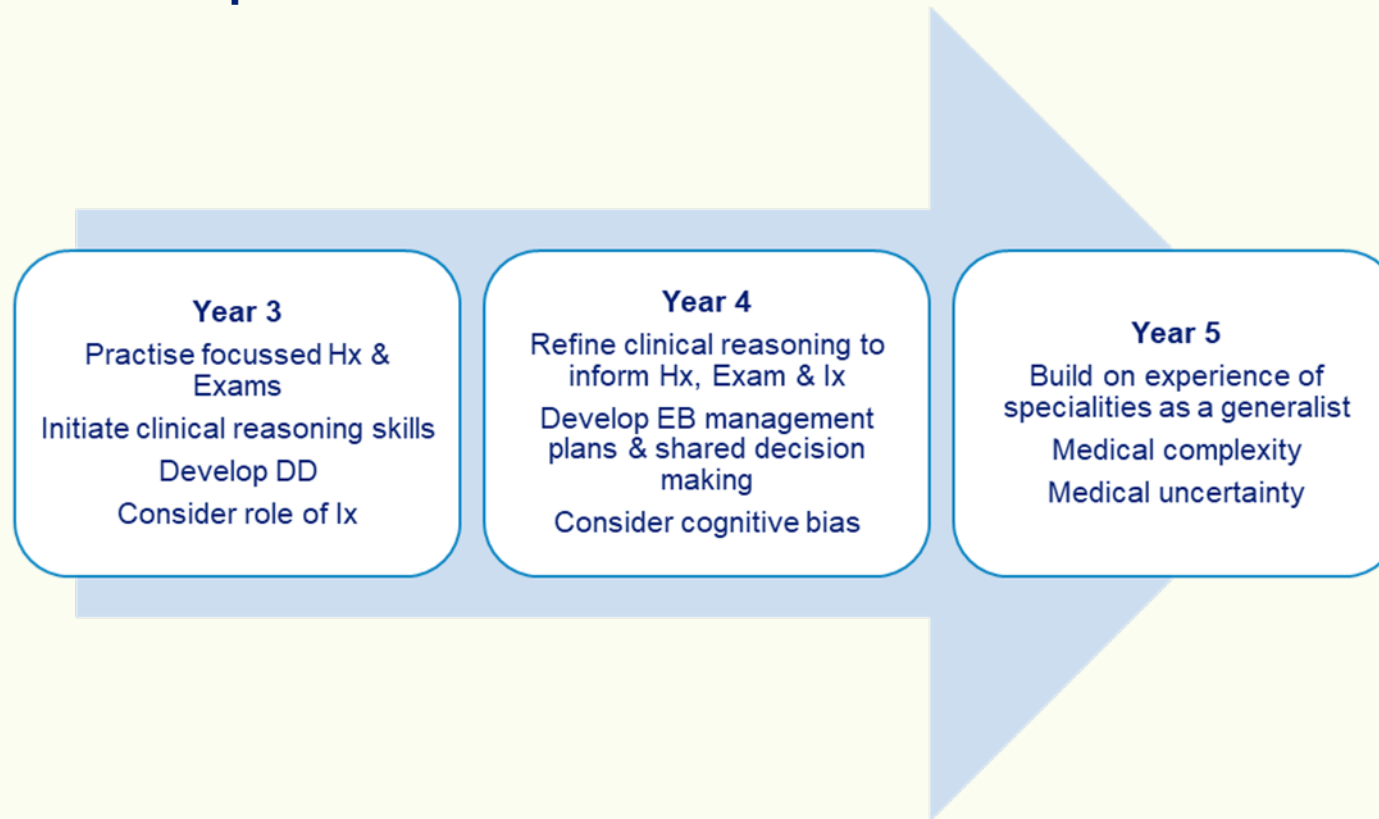 Year 3
Practise focussed Hx &
Exams
Initiate clinical reasoning skills
Develop DD
Consider role of Ix
Year 4
Refine clinical reasoning to
inform Hx, Exam & Ix
Develop EB management
plans & shared decision
making
Consider cognitive bias
Year 5
Build on experience of
specialities as a generalist
Medical complexity
Medical uncertainty